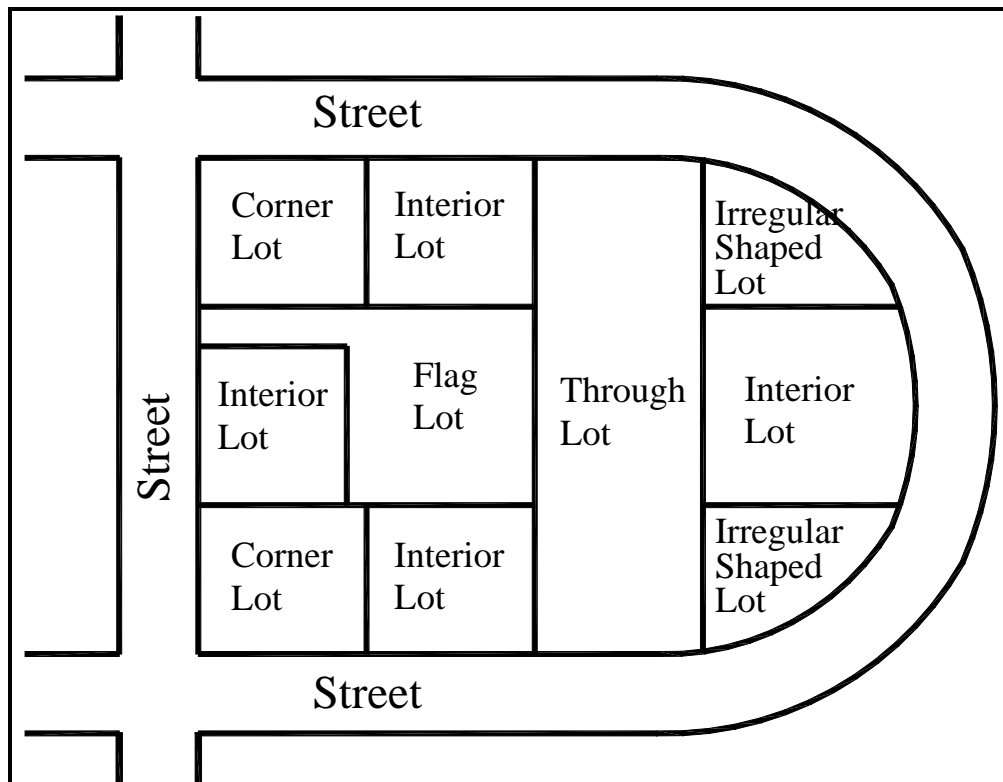 Street
Corner
Lot
Interior
Lot
Irregular
Shaped
Lot
Interior
Lot
Flag
Lot
Through
Lot
Interior
Lot
Street
Corner
Lot
Interior
Lot
Irregular
Shaped
Lot
Street